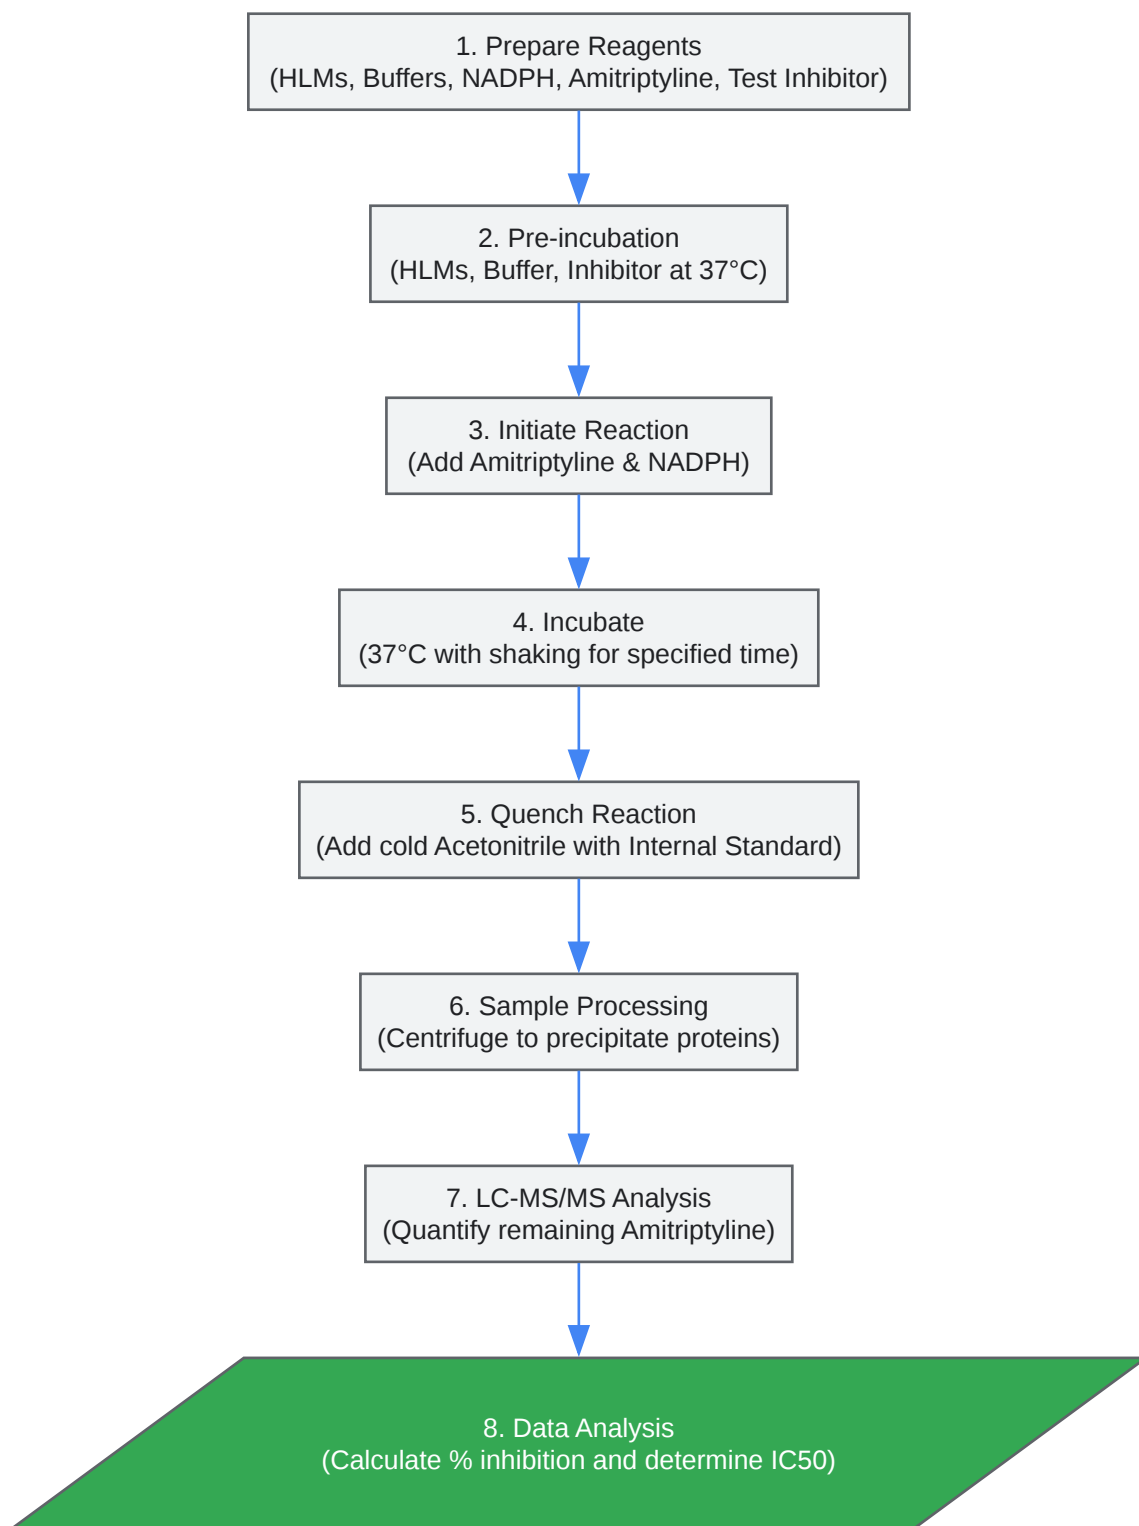 1. Prepare Reagents
(HLMs, Buffers, NADPH, Amitriptyline, Test Inhibitor)
2. Pre-incubation
(HLMs, Buffer, Inhibitor at 37°C)
3. Initiate Reaction
(Add Amitriptyline & NADPH)
4. Incubate
(37°C with shaking for specified time)
5. Quench Reaction
(Add cold Acetonitrile with Internal Standard)
6. Sample Processing
(Centrifuge to precipitate proteins)
7. LC-MS/MS Analysis
(Quantify remaining Amitriptyline)
8. Data Analysis
(Calculate % inhibition and determine IC50)